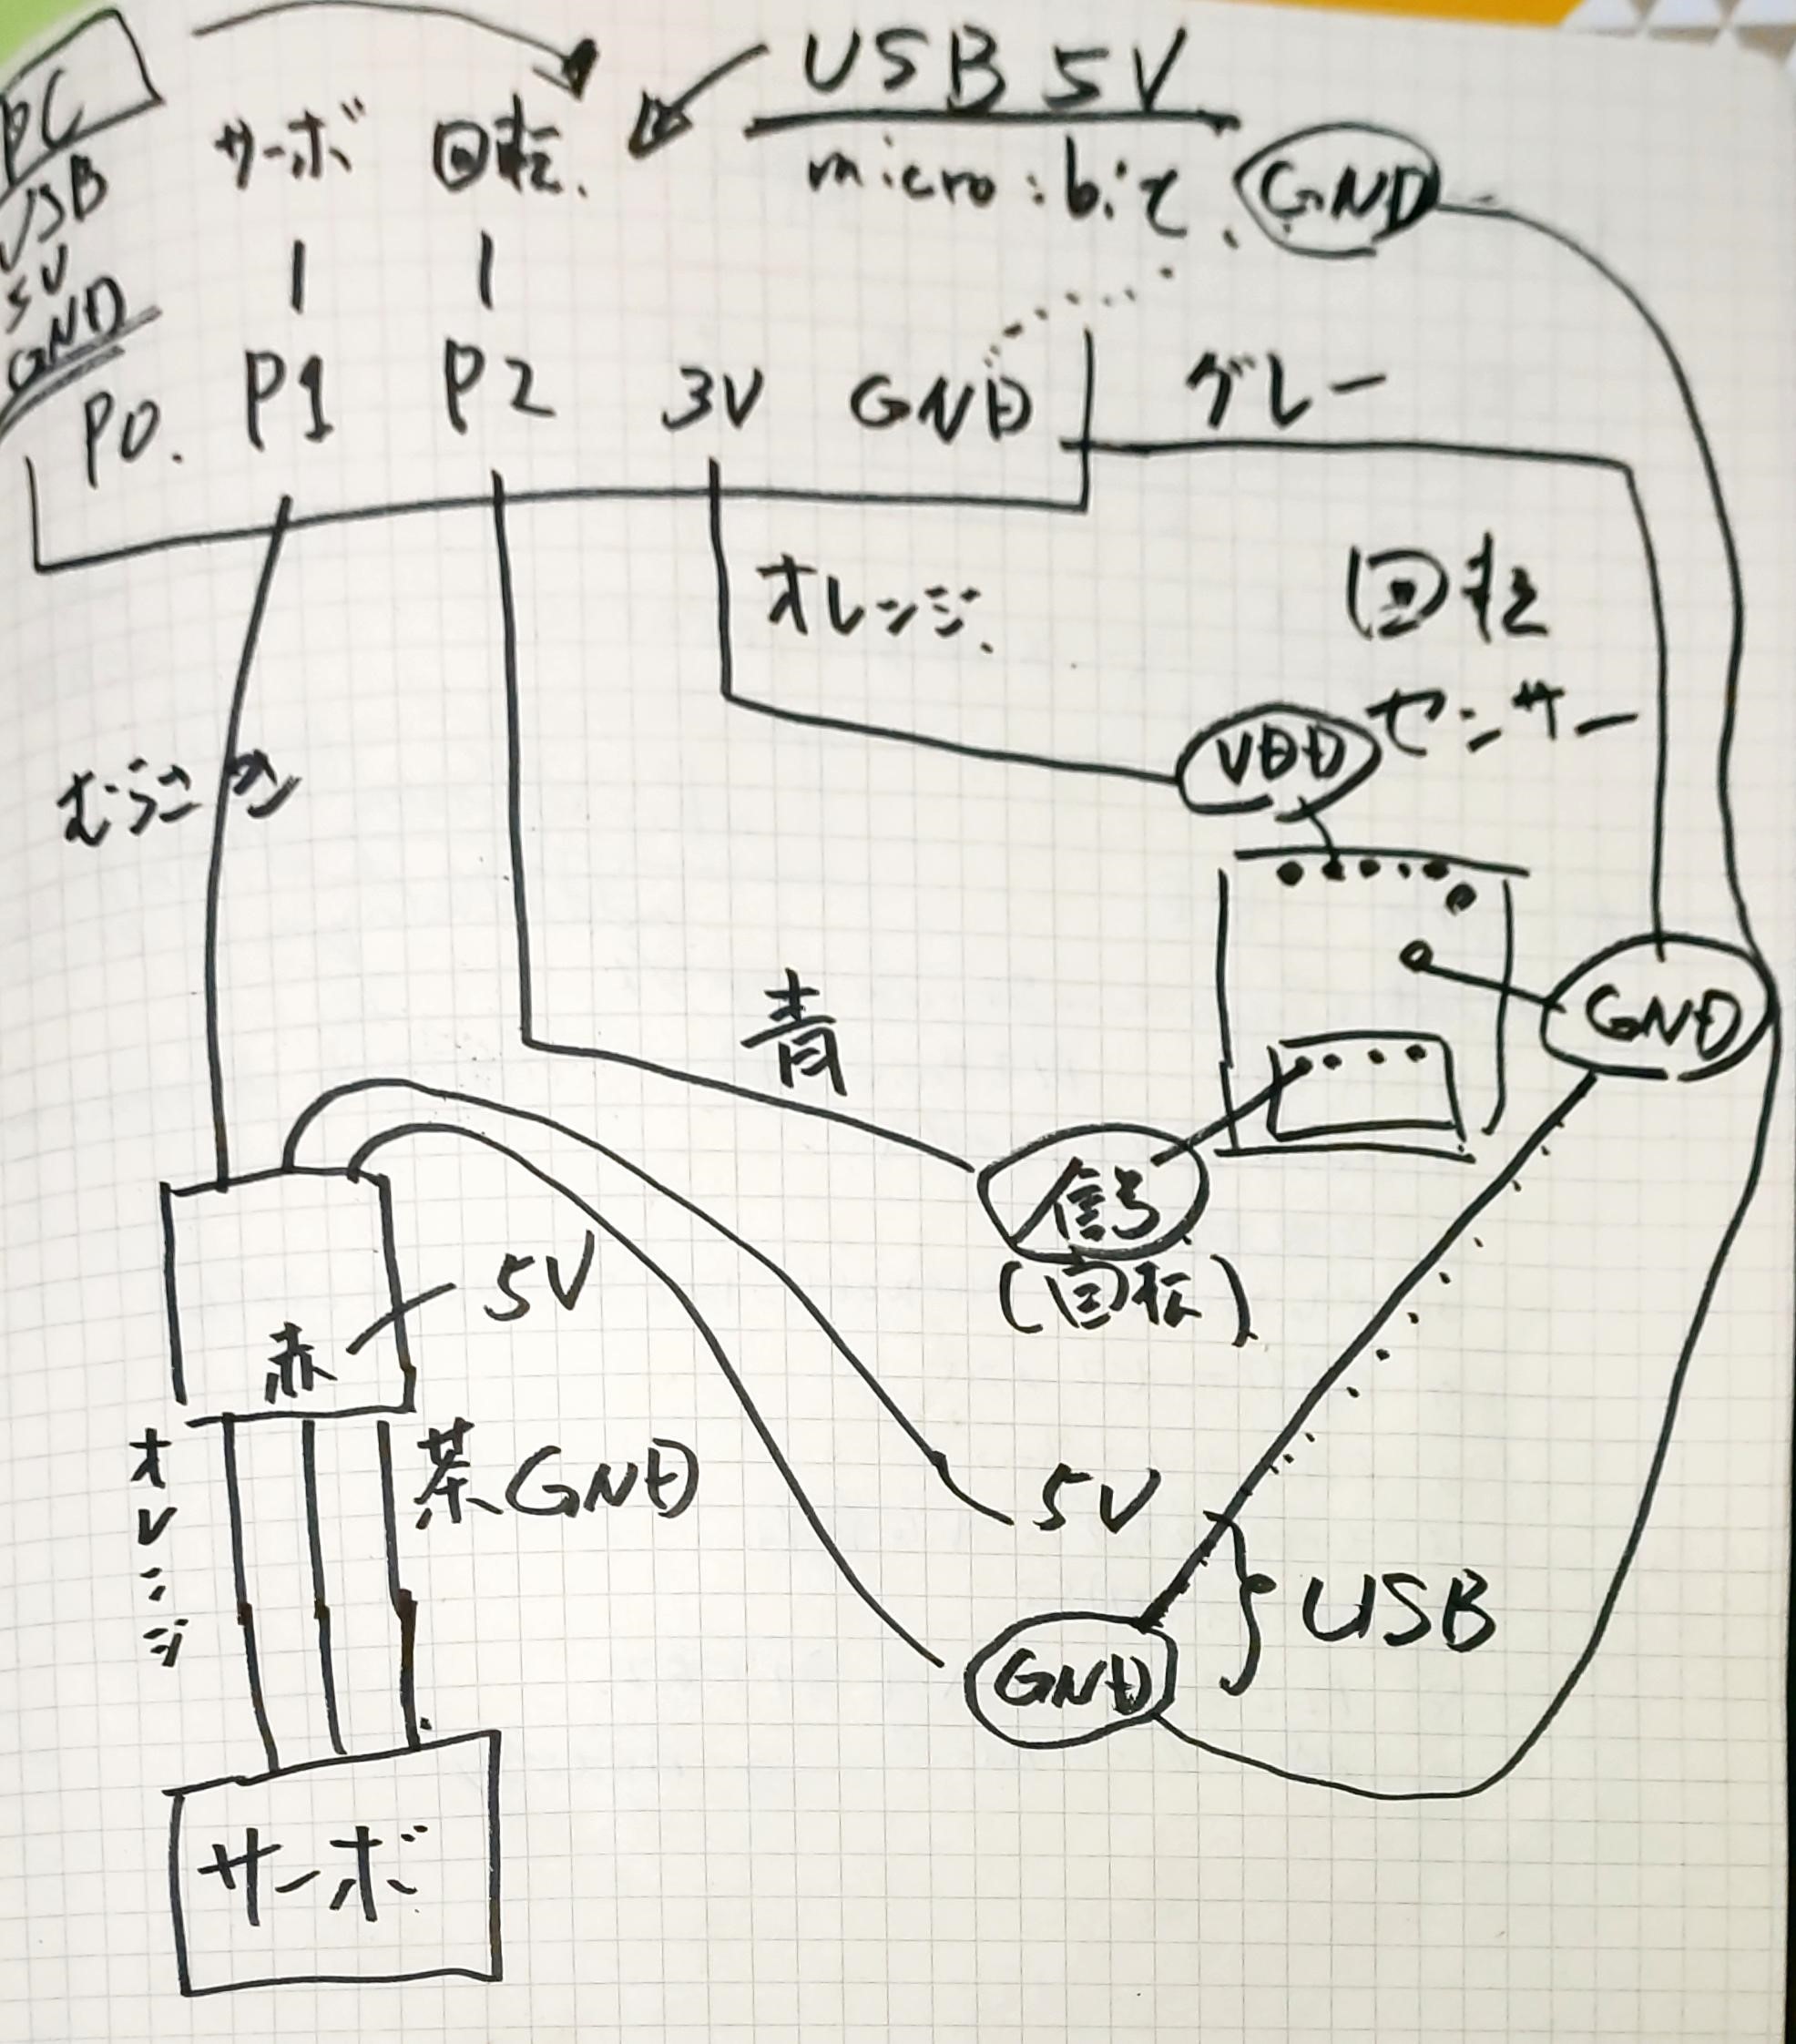 PC
USB
5V
GND
サーボ
回転.
USB 5V
micro:bit
GND
P0.
P1
P2
3V
GND
グレー
オレンジ
回転
センサー
むらさき
VDD
青
GND
信号
(回転)
5V
赤
オレンジ
茶 GND
5V
GND
USB
サーボ